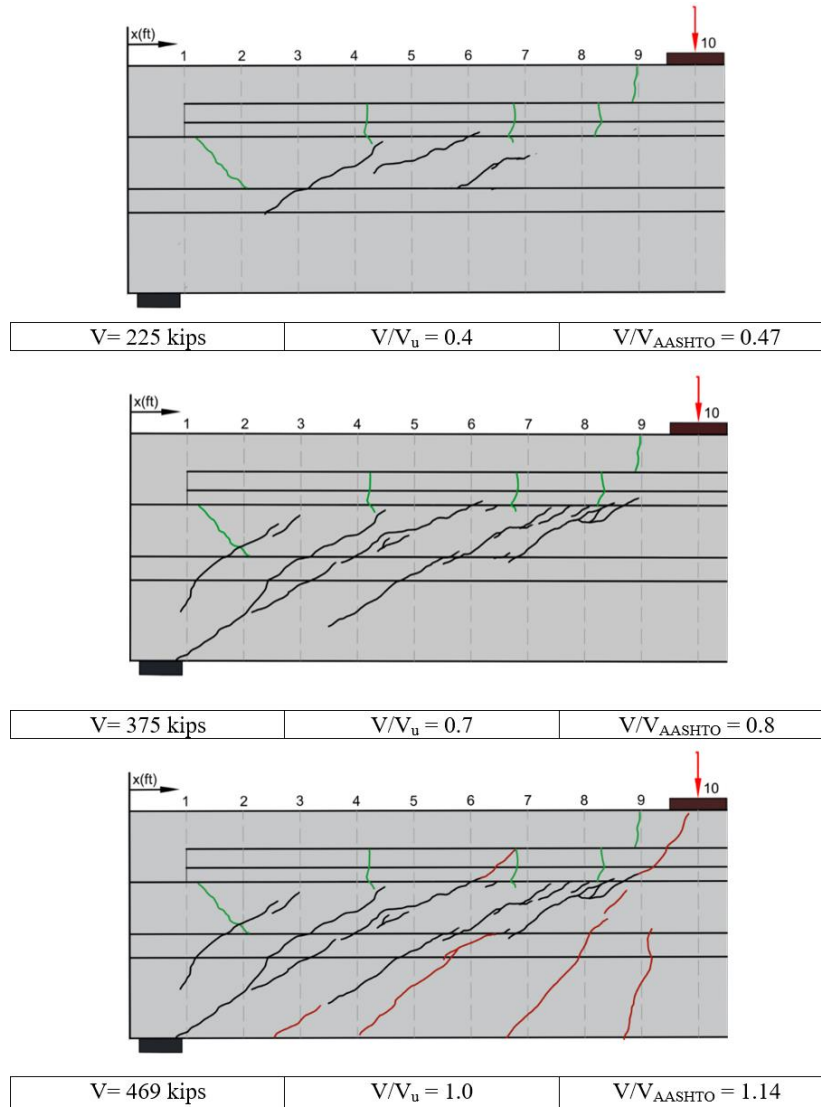 x(ft)
1 2 3 4 5 6 7 8 9 10
V= 225 kips V/Vu = 0.4 V/VAASHTO = 0.47
x(ft)
1 2 3 4 5 6 7 8 9 10
V= 375 kips V/Vu = 0.7 V/VAASHTO = 0.8
x(ft)
1 2 3 4 5 6 7 8 9 10
V= 469 kips V/Vu = 1.0 V/VAASHTO = 1.14